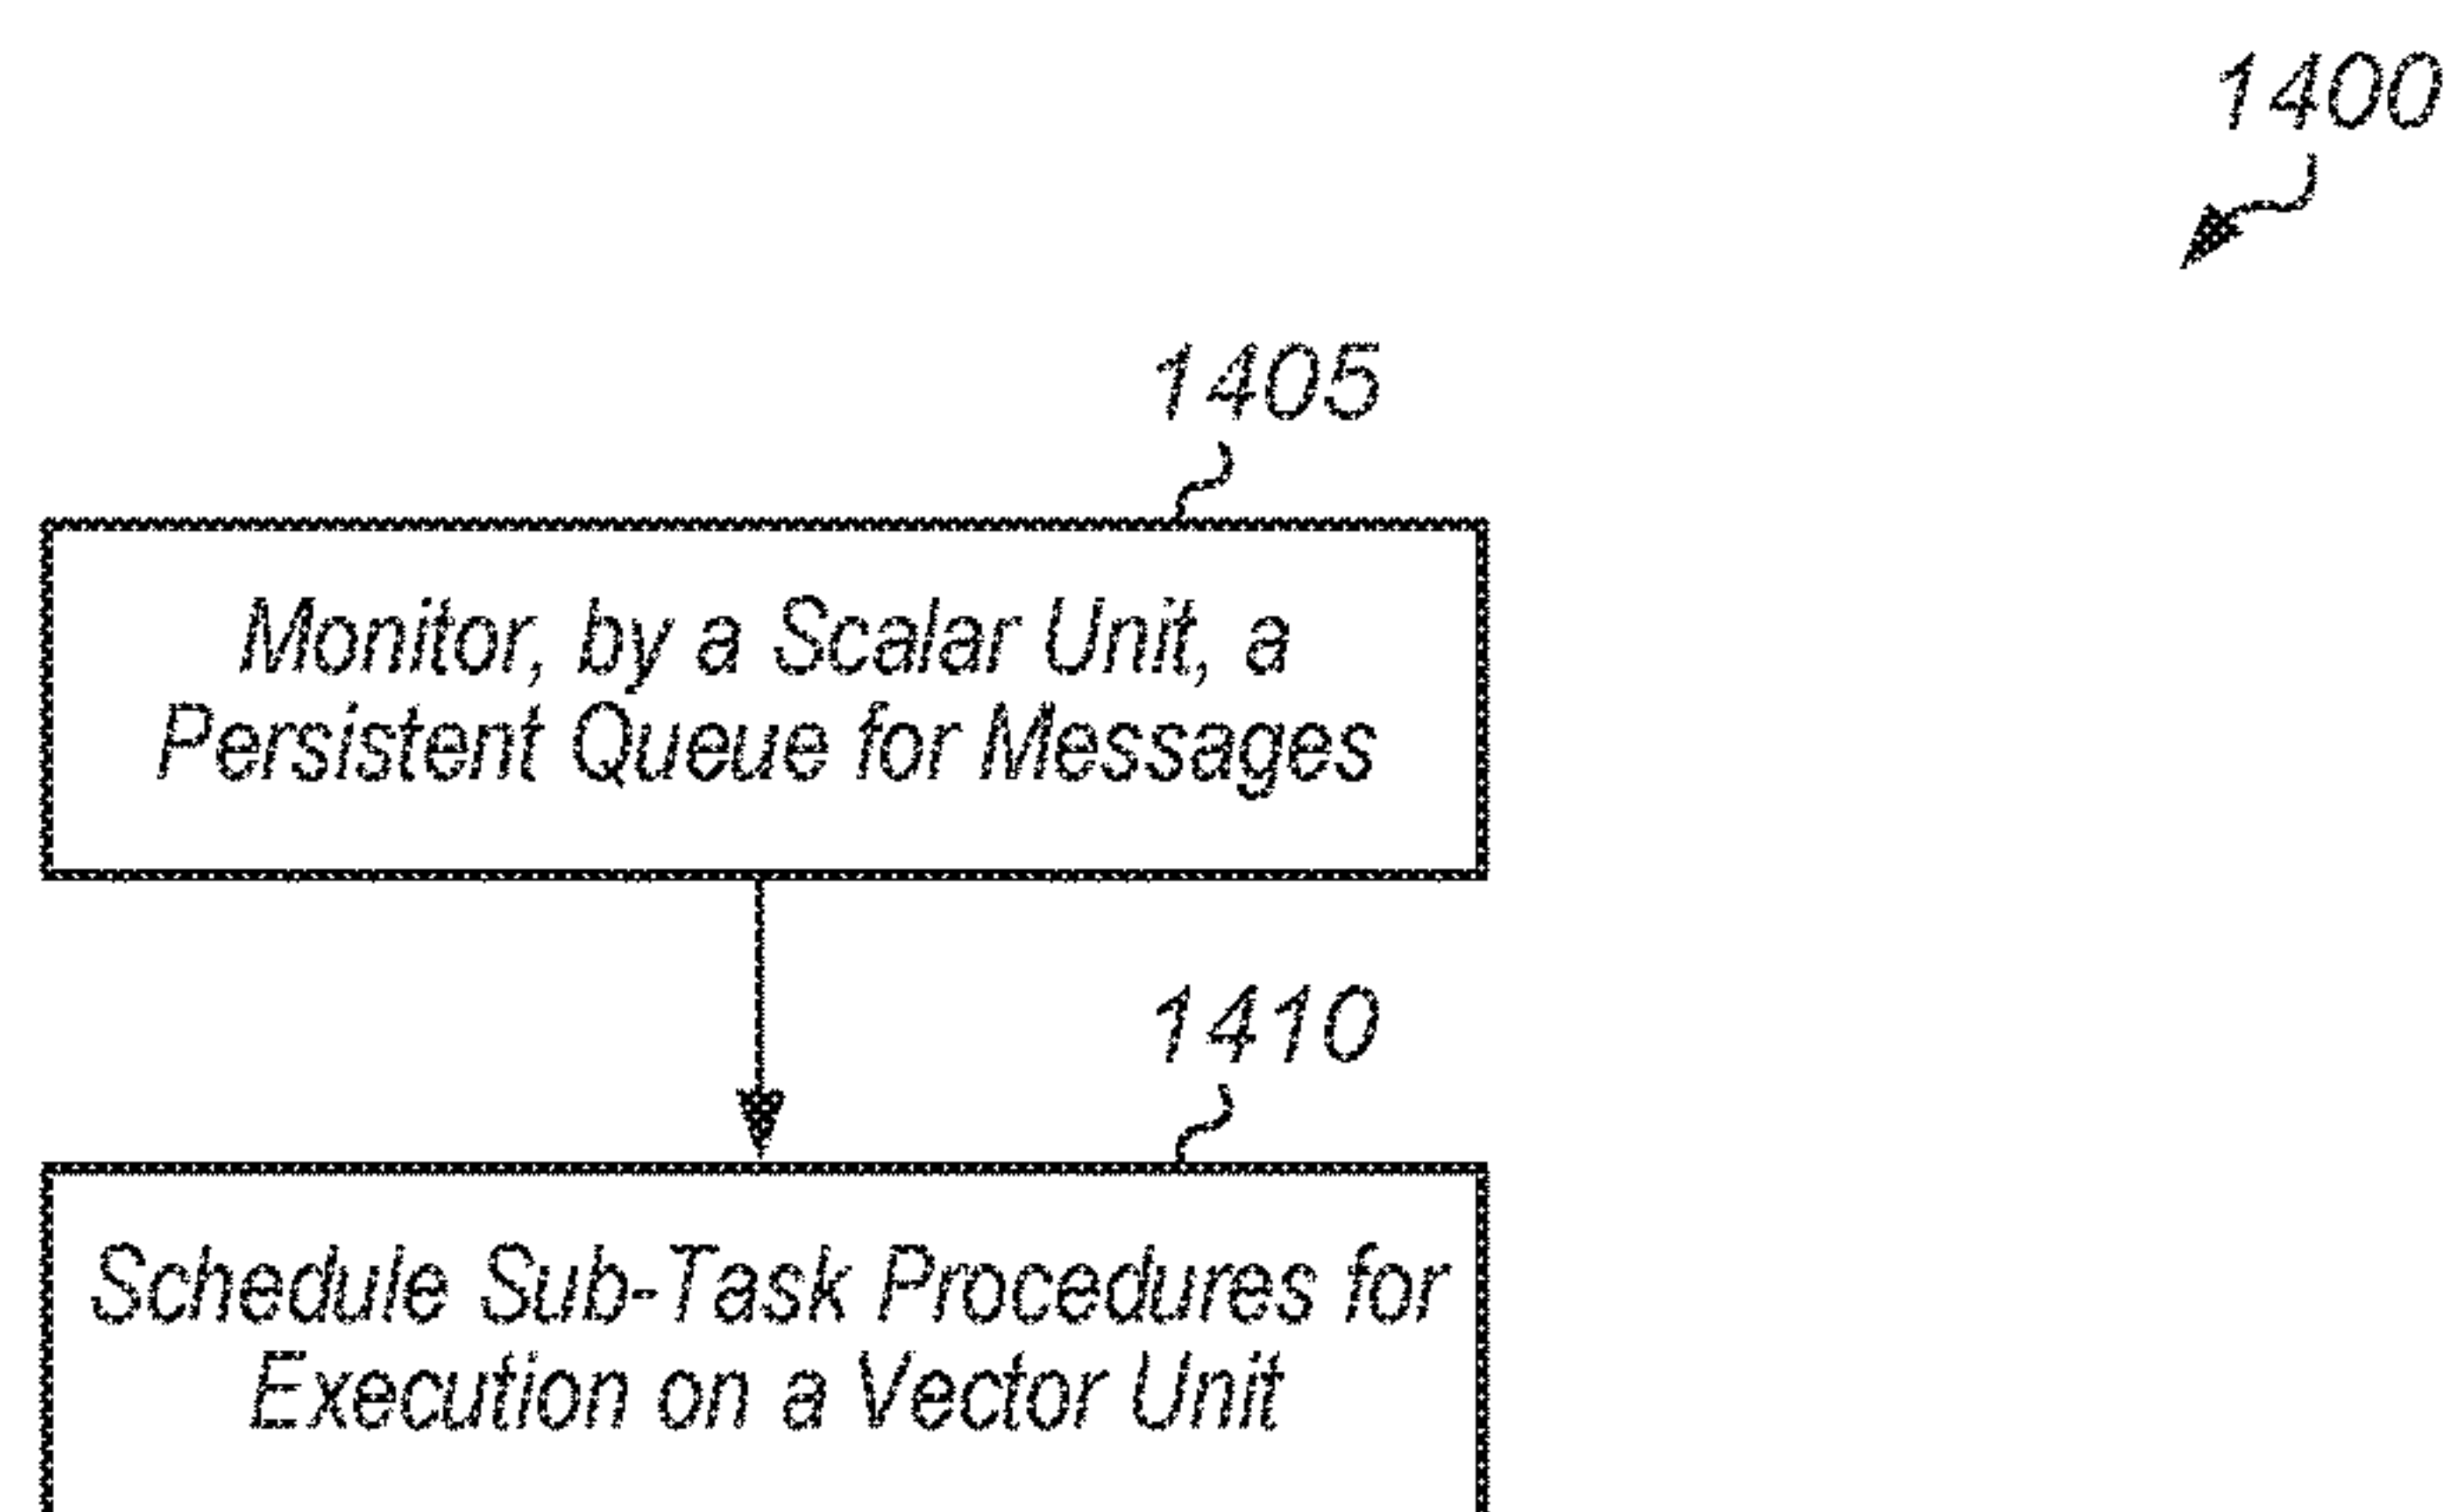 1400
1405
Monitor, by a Scalar Unit, a
Persistent Queue for Messages
1410
Schedule Sub-Task Procedures for
Execution on a Vector Unit